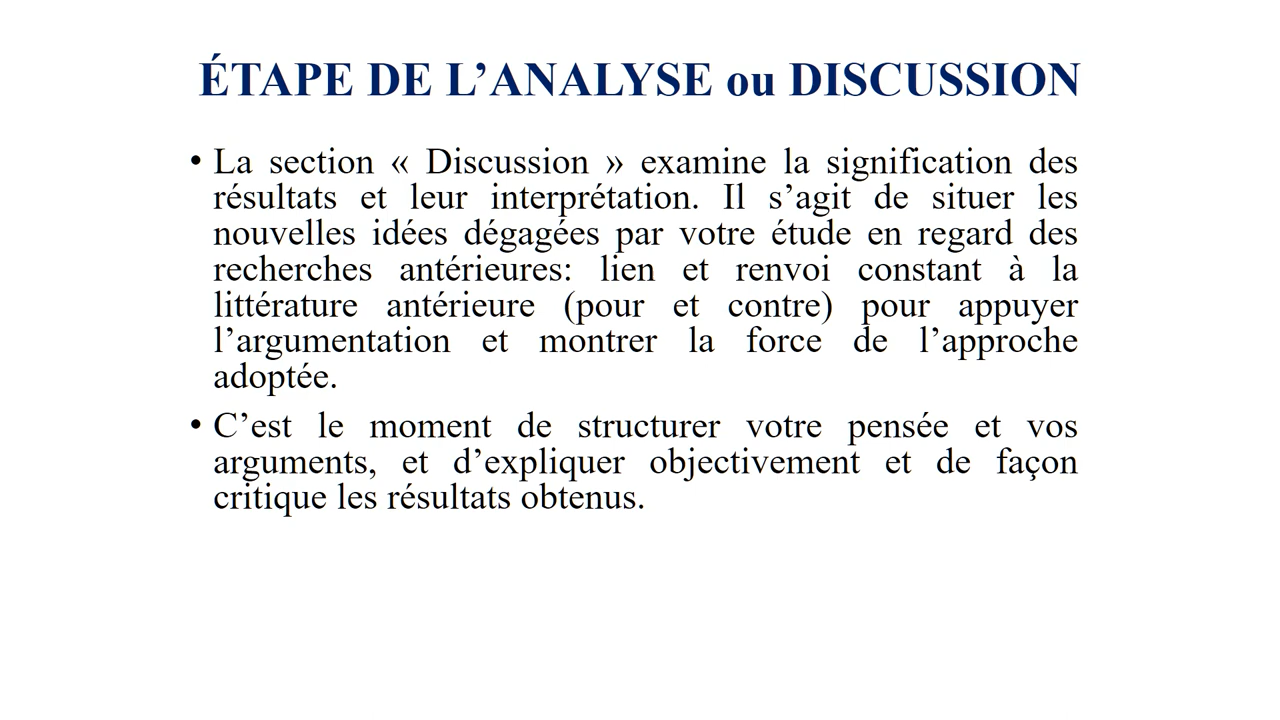 ÉTAPE DE L’ANALYSE ou DISCUSSION
• La section « Discussion » examine la signification des
résultats et leur interprétation. Il s’agit de situer les
nouvelles idées dégagées par votre étude en regard des
recherches antérieures: lien et renvoi constant à la
littérature antérieure (pour et contre) pour appuyer
l’argumentation et montrer la force de l’approche
adoptée.
• C’est le moment de structurer votre pensée et vos
arguments, et d’expliquer objectivement et de façon
critique les résultats obtenus.